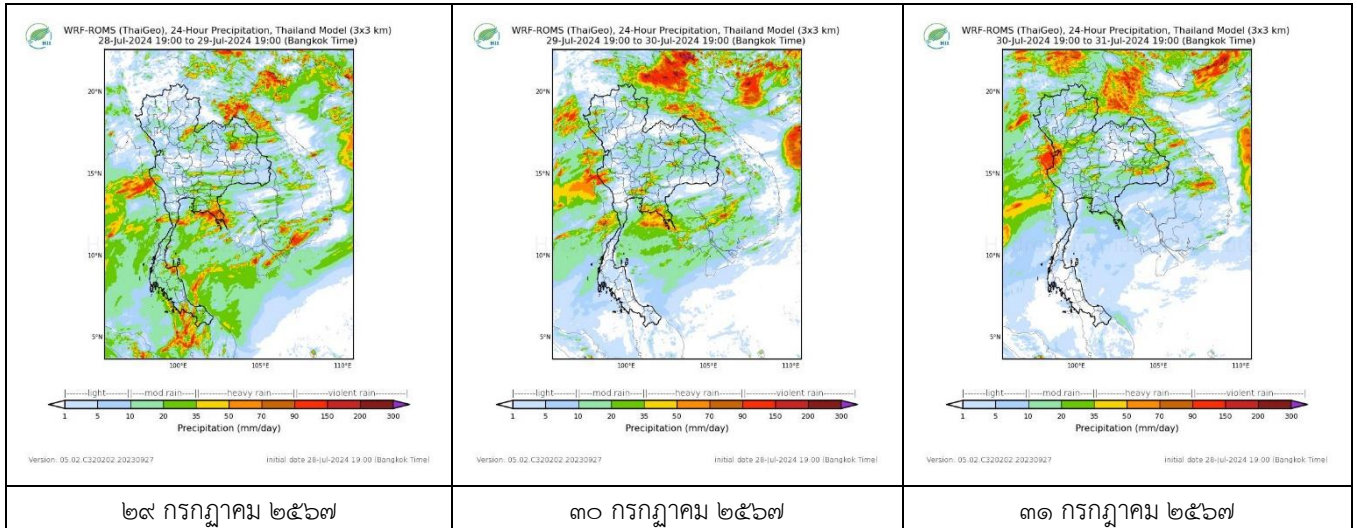 WRF-ROMS (ThaiGeo), 24-Hour Precipitation, Thailand Model (3x3 km)
28-Jul-2024 19:00 to 29-Jul-2024 19:00 (Bangkok Time)
20°N
15°N
10°N
5°N
100°E 105°E 110°E
light mod rain heavy rain violent rain
1 5 10 20 35 50 70 90 150 200 300
Precipitation (mm/day)
Version: 05.02.C320202.20230927 initial date 28-Jul-2024 19:00 (Bangkok Time)
๒๙ กรกฎาคม ๒๕๖๗
WRF-ROMS (ThaiGeo), 24-Hour Precipitation, Thailand Model (3x3 km)
29-Jul-2024 19:00 to 30-Jul-2024 19:00 (Bangkok Time)
20°N
15°N
10°N
5°N
100°E 105°E 110°E
light mod rain heavy rain violent rain
1 5 10 20 35 50 70 90 150 200 300
Precipitation (mm/day)
Version: 05.02.C320202.20230927 initial date 28-Jul-2024 19:00 (Bangkok Time)
๓๐ กรกฎาคม ๒๕๖๗
WRF-ROMS (ThaiGeo), 24-Hour Precipitation, Thailand Model (3x3 km)
30-Jul-2024 19:00 to 31-Jul-2024 19:00 (Bangkok Time)
20°N
15°N
10°N
5°N
100°E 105°E 110°E
light mod rain heavy rain violent rain
1 5 10 20 35 50 70 90 150 200 300
Precipitation (mm/day)
Version: 05.02.C320202.20230927 initial date 28-Jul-2024 19:00 (Bangkok Time)
๓๑ กรกฎาคม ๒๕๖๗